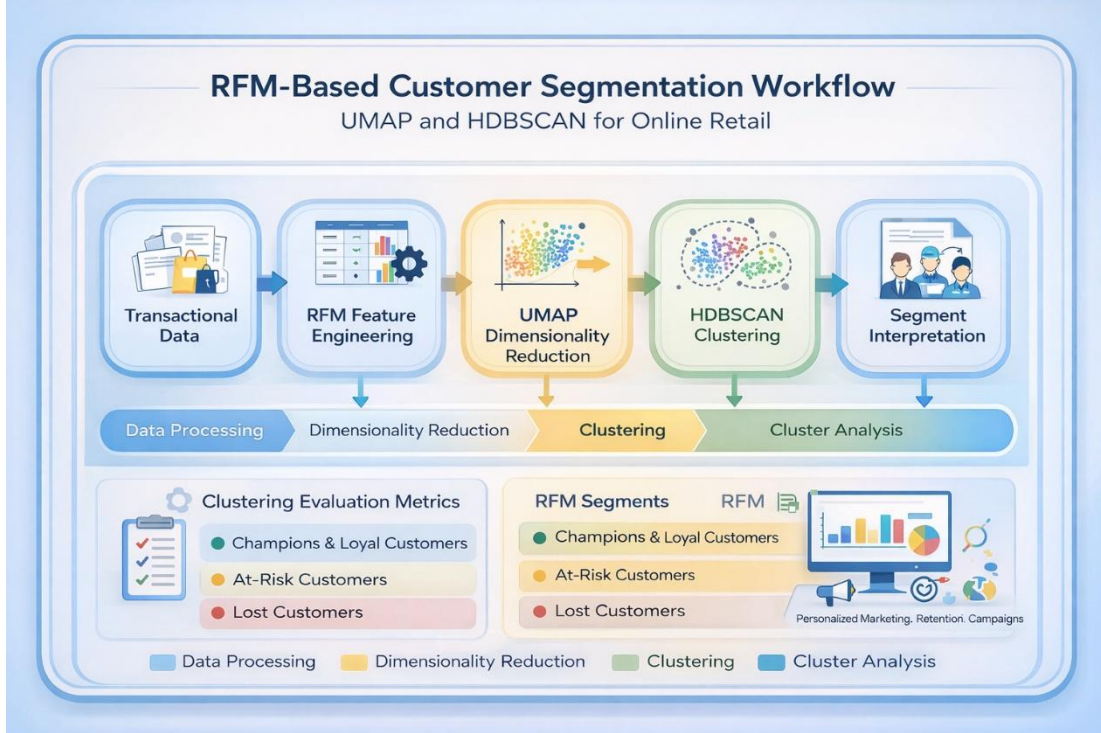 RFM-Based Customer Segmentation Workflow
UMAP and HDBSCAN for Online Retail
Transactional
Data
RFM Feature
Engineering
UMAP
Dimensionality
Reduction
HDBSCAN
Clustering
Segment
Interpretation
Data Processing
Dimensionality Reduction
Clustering
Cluster Analysis
Clustering Evaluation Metrics
Champions & Loyal Customers
At-Risk Customers
Lost Customers
RFM Segments
RFM
Champions & Loyal Customers
At-Risk Customers
Lost Customers
Personalized Marketing. Retention. Campaigns
Data Processing
Dimensionality Reduction
Clustering
Cluster Analysis